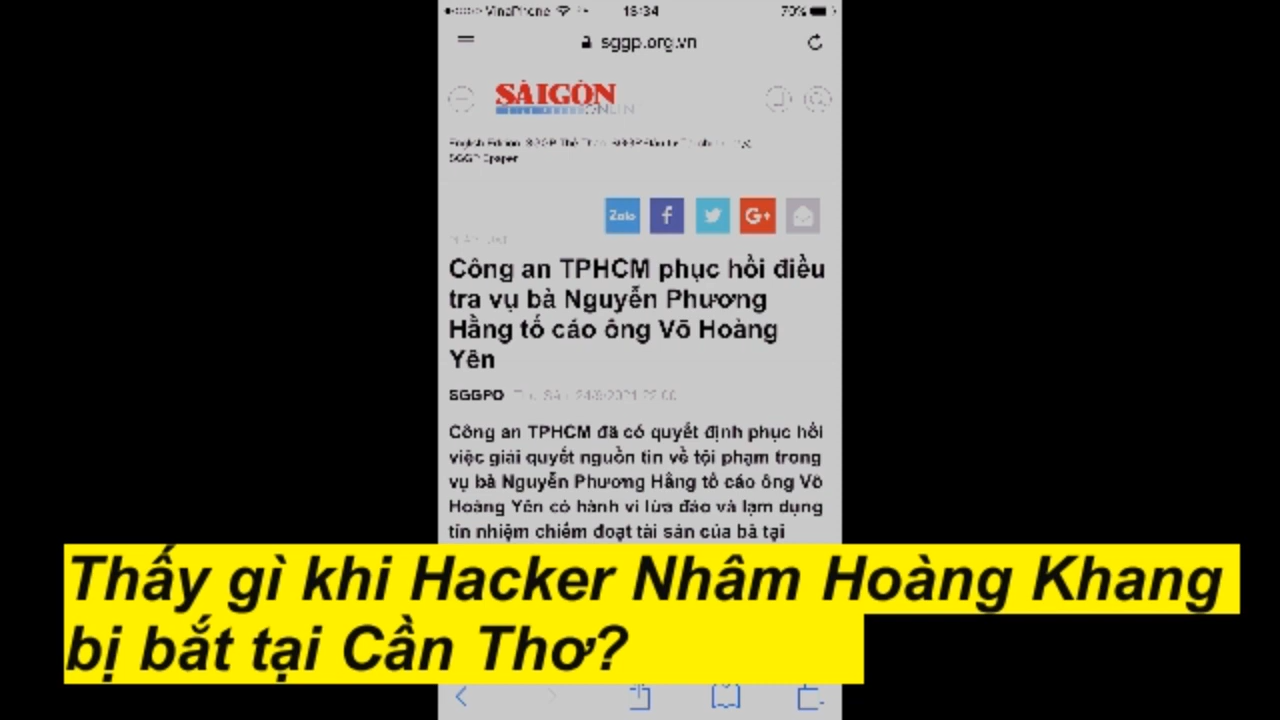 VinaPhone
sggp.org.vn
SÀIGÒN
English Edition
SGGP Epaper
Zalo
G+
Công an TPHCM phục hồi điều
tra vụ bà Nguyễn Phương
Hằng tố cáo ông Võ Hoàng
Yên
SGGPO
Công an TPHCM đã có quyết định phục hồi
việc giải quyết nguồn tin về tội phạm trong
vụ bà Nguyễn Phương Hằng tố cáo ông Võ
Hoàng Yên có hành vi lừa đảo và lạm dụng
tín nhiệm chiếm đoạt tài sản của bà tại
Thấy gì khi Hacker Nhâm Hoàng Khang
bị bắt tại Cần Thơ?